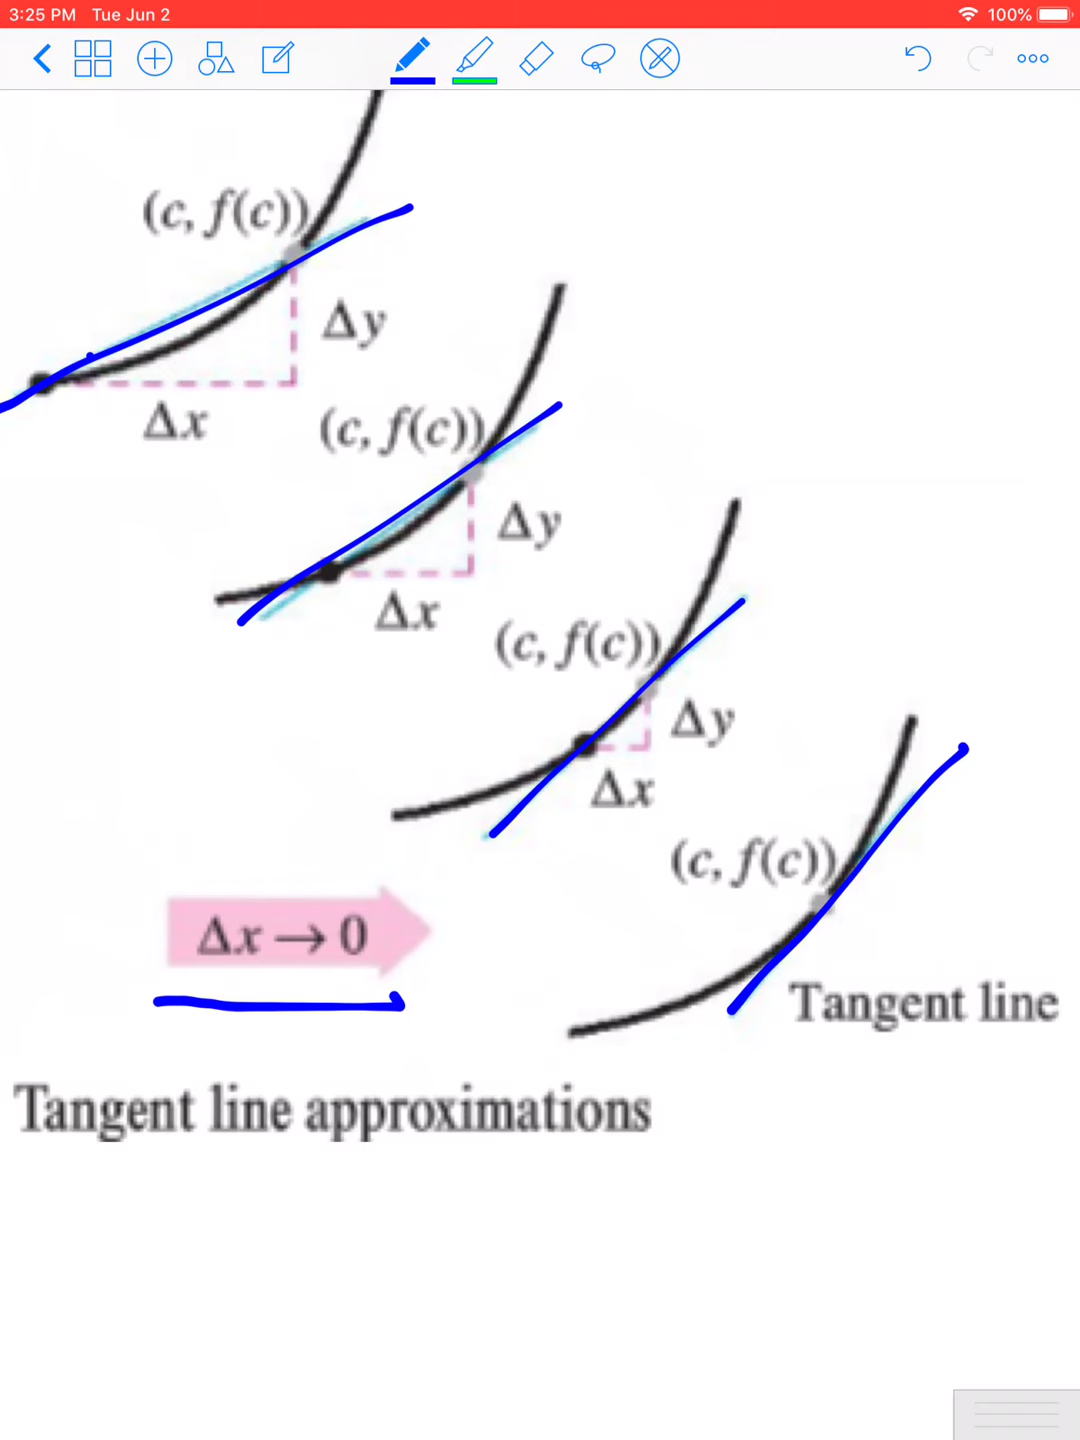 3:25 PM Tue Jun 2
100%
(c, f(c))
Δy
Δx
(c, f(c))
Δy
Δx
(c, f(c))
Δy
Δx
(c, f(c))
Δx → 0
Tangent line
Tangent line approximations